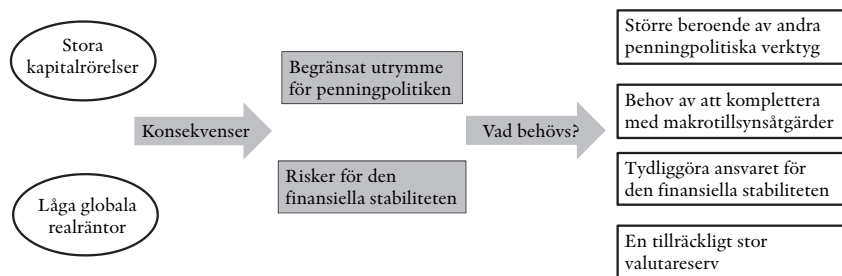 Stora
kapitalrörelser
Låga globala
realräntor
Konsekvenser
Begränsat utrymme
för penningpolitiken
Risker för den
finansiella stabiliteten
Vad behövs?
Större beroende av andra
penningpolitiska verktyg
Behov av att komplettera
med makrotillsynsåtgärder
Tydliggöra ansvaret för
den finansiella stabiliteten
En tillräckligt stor
valutareserv